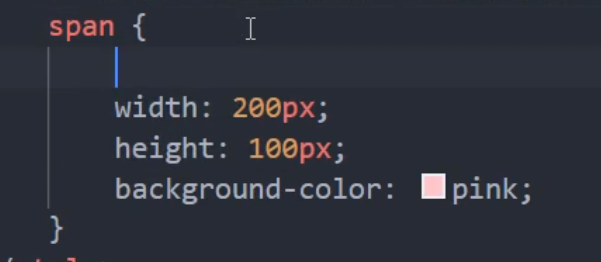 span {
width: 200px;
height: 100px;
background-color: pink;
}